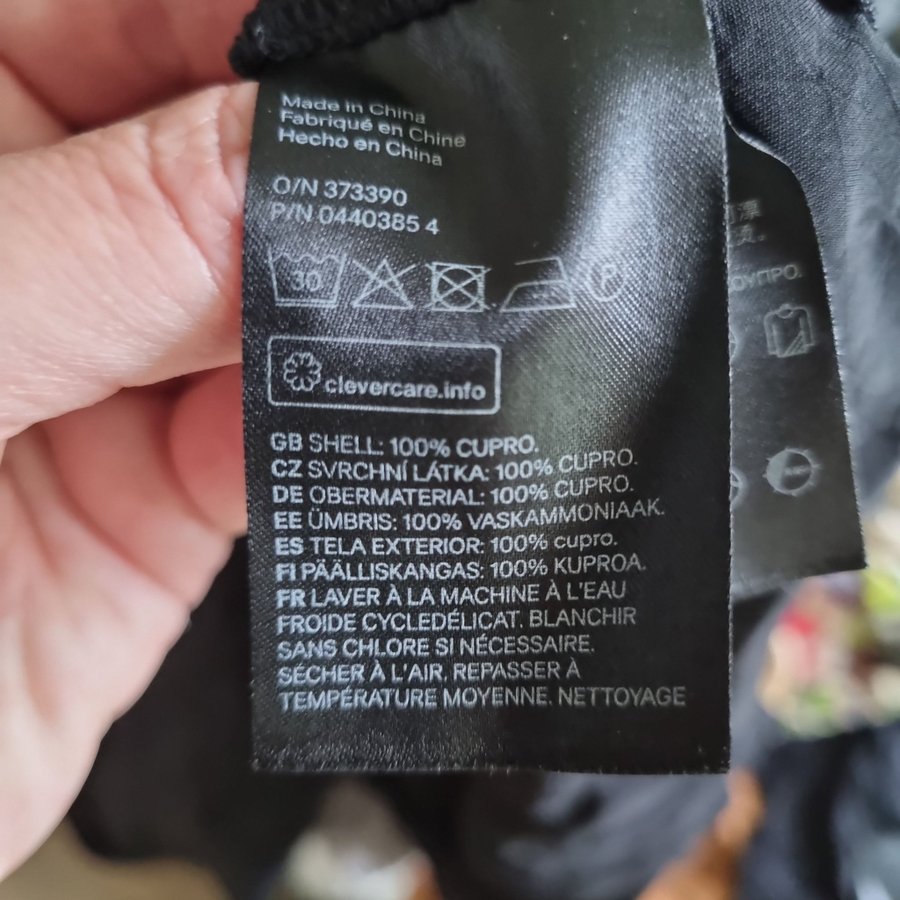 Made in China
Fabriqué en Chine
Hecho en China
O/N 373390
P/N 0440385 4
30
P
clevercare.info
GB SHELL: 100% CUPRO.
CZ SVRCHNÍ LÁTKA: 100% CUPRO.
DE OBERMATERIAL: 100% CUPRO.
EE ÜMBRIS: 100% VASKAMMONIAAK.
ES TELA EXTERIOR: 100% cupro.
FI PÄÄLLISKANGAS: 100% KUPROA.
FR LAVER À LA MACHINE À L'EAU
FROIDE CYCLEDÉLICAT. BLANCHIR
SANS CHLORE SI NÉCESSAIRE.
SÉCHER À L'AIR. REPASSER À
TEMPÉRATURE MOYENNE. NETTOYAGE